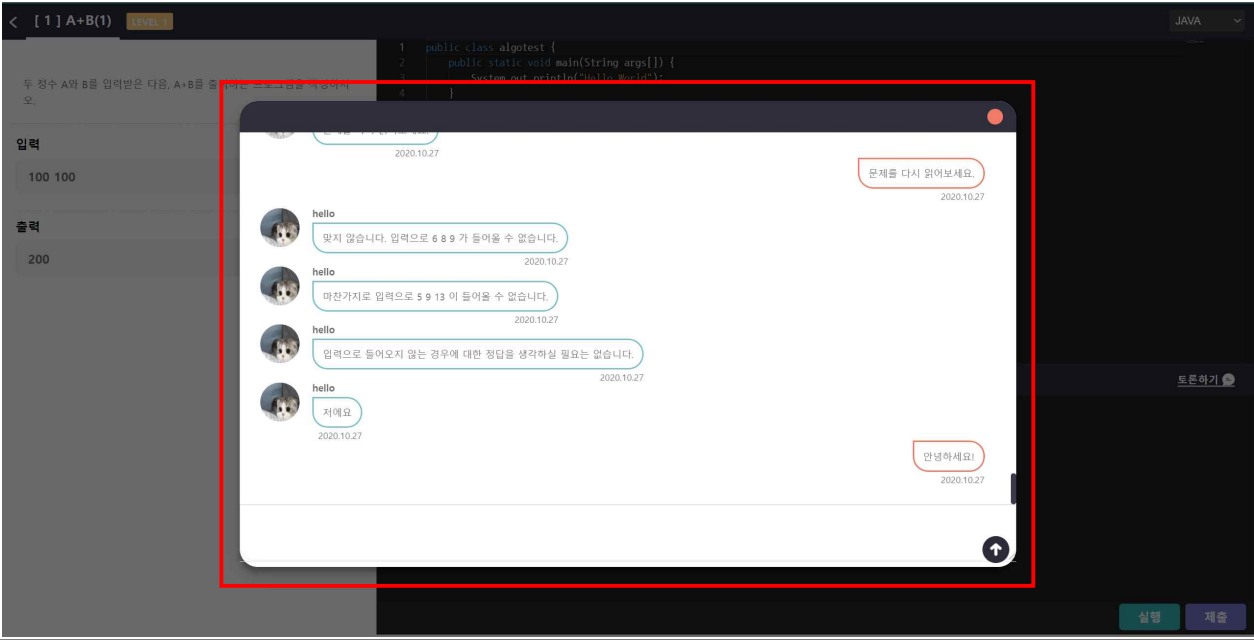 [ 1 ] A+B(1) LEVEL 1 JAVA
두 정수 A와 B를 입력받은 다음, A+B를
오.
입력
100 100
출력
200
1 public class algotest {
2 public static void main(String args[]) {
3 System.out.println("Hello World");
4 }
2020.10.27
문제를 다시 읽어보세요.
2020.10.27
hello
맞지 않습니다. 입력으로 6 8 9 가 들어올 수 없습니다.
2020.10.27
hello
마찬가지로 입력으로 5 9 13 이 들어올 수 없습니다.
2020.10.27
hello
입력으로 들어오지 않는 경우에 대한 정답을 생각하실 필요는 없습니다.
2020.10.27
hello
저에요
2020.10.27
안녕하세요!
2020.10.27
토론하기
실행 제출